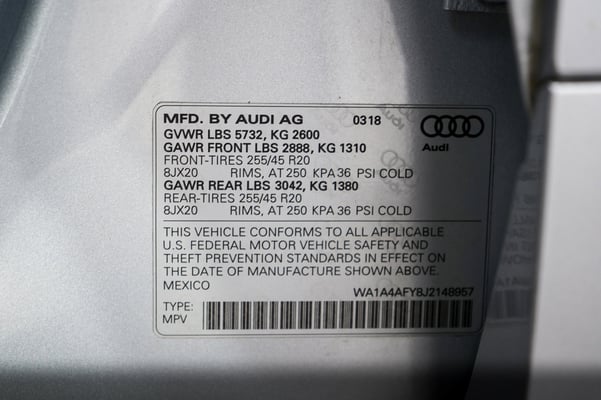 MFD. BY AUDI AG 0318
GVWR LBS 5732, KG 2600
GAWR FRONT LBS 2888, KG 1310
Audi
FRONT-TIRES 255/45 R20
8JX20 RIMS, AT 250 KPA 36 PSI COLD
GAWR REAR LBS 3042, KG 1380
REAR-TIRES 255/45 R20
8JX20 RIMS, AT 250 KPA 36 PSI COLD
THIS VEHICLE CONFORMS TO ALL APPLICABLE
U.S. FEDERAL MOTOR VEHICLE SAFETY AND
THEFT PREVENTION STANDARDS IN EFFECT ON
THE DATE OF MANUFACTURE SHOWN ABOVE.
MEXICO
WA1A4AFY8J2148957
TYPE:
MPV